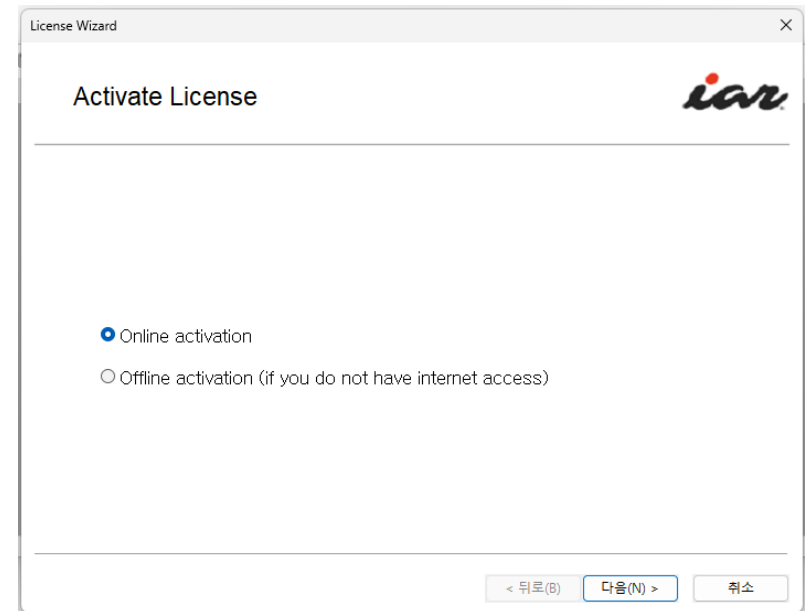 License Wizard
Activate License
iar
Online activation
Offline activation (if you do not have internet access)
< 뒤로(B)
다음(N) >
취소